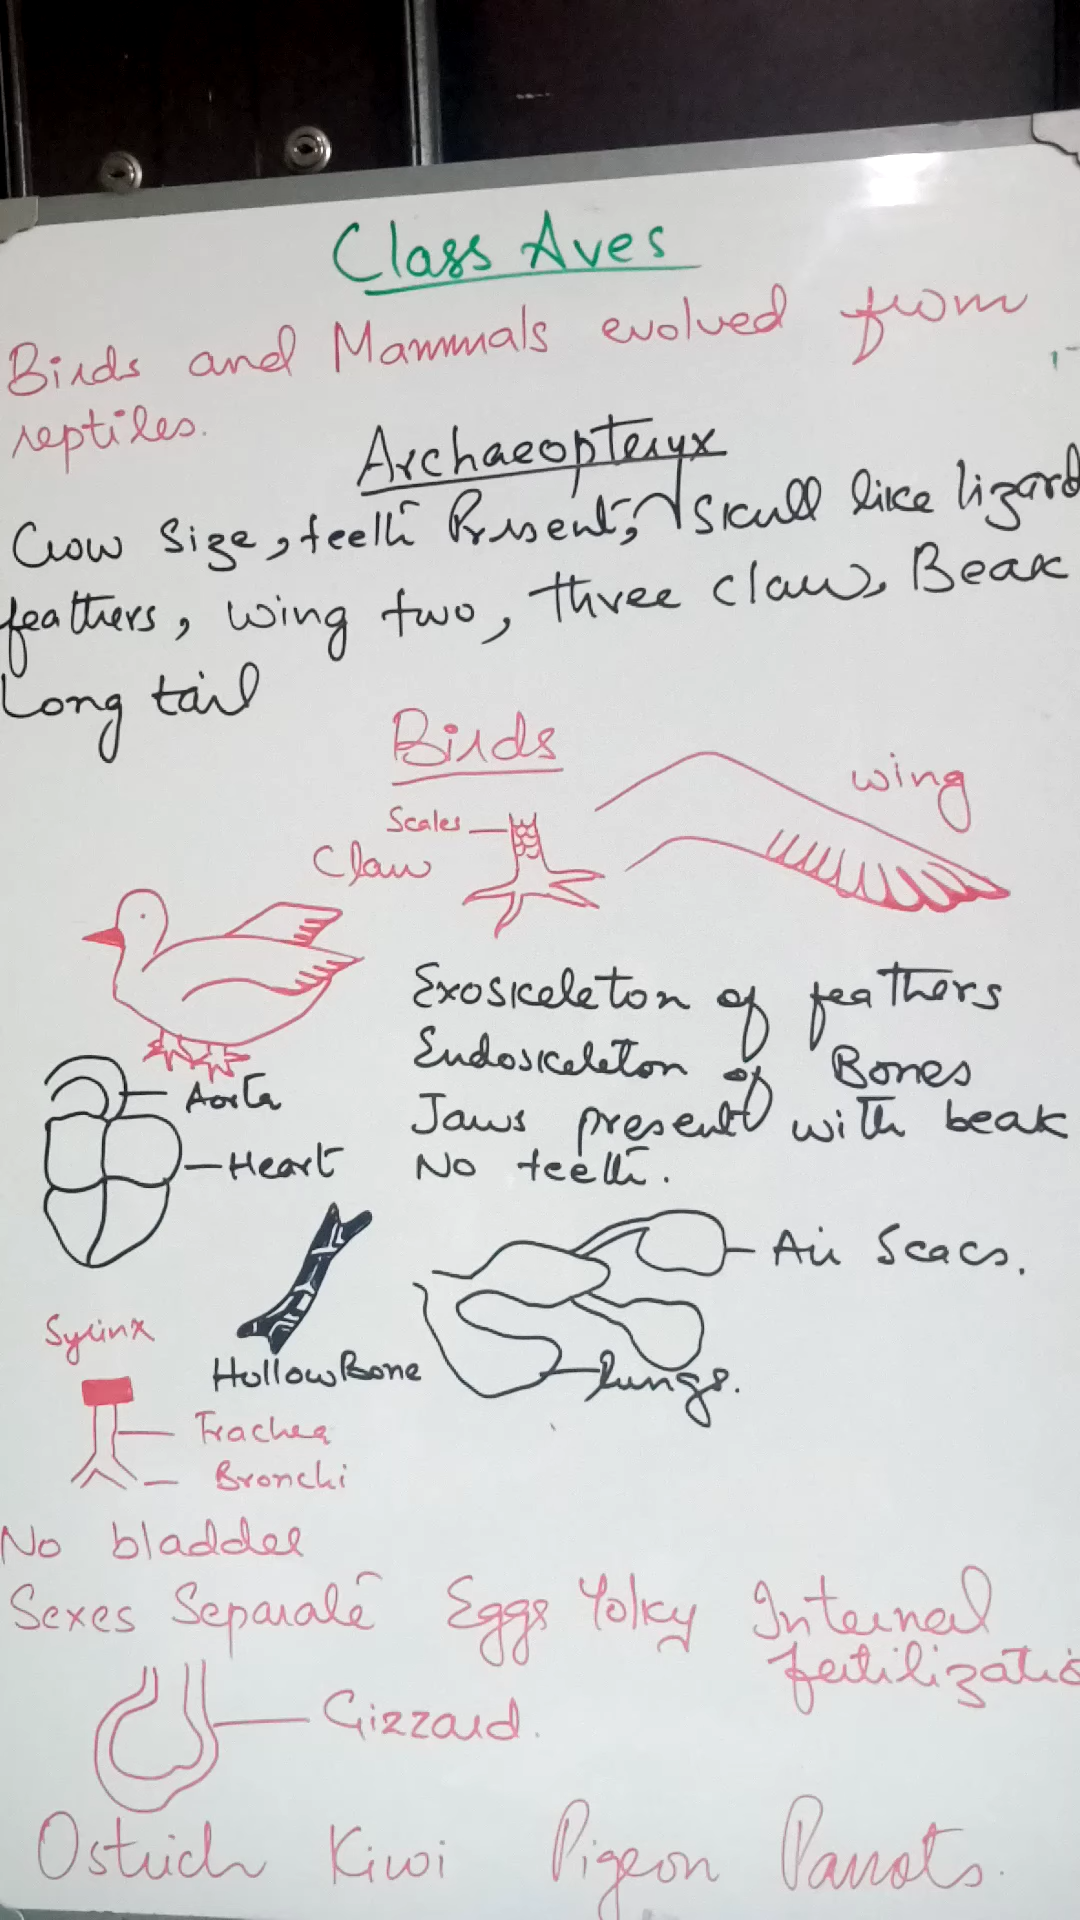 Class Aves
Birds and Mammals evolved from
reptiles.
Archaeopteryx
Crow Size, teeth Present, Skull like lizard
feathers, wing two, three claw, Beak
Long tail
Birds
wing
Scales
Claw
Exoskeleton of feathers
Endoskeleton of Bones
Jaws present with beak
No teeth.
Aorta
Heart
Air Scacs.
Syrinx
Hollow Bone
lungs.
Trachea
Bronchi
No bladder
Sexes Separate Eggs Yolky Internal
fertilizatio
Gizzard.
Ostrich Kiwi Pigeon Parrots.